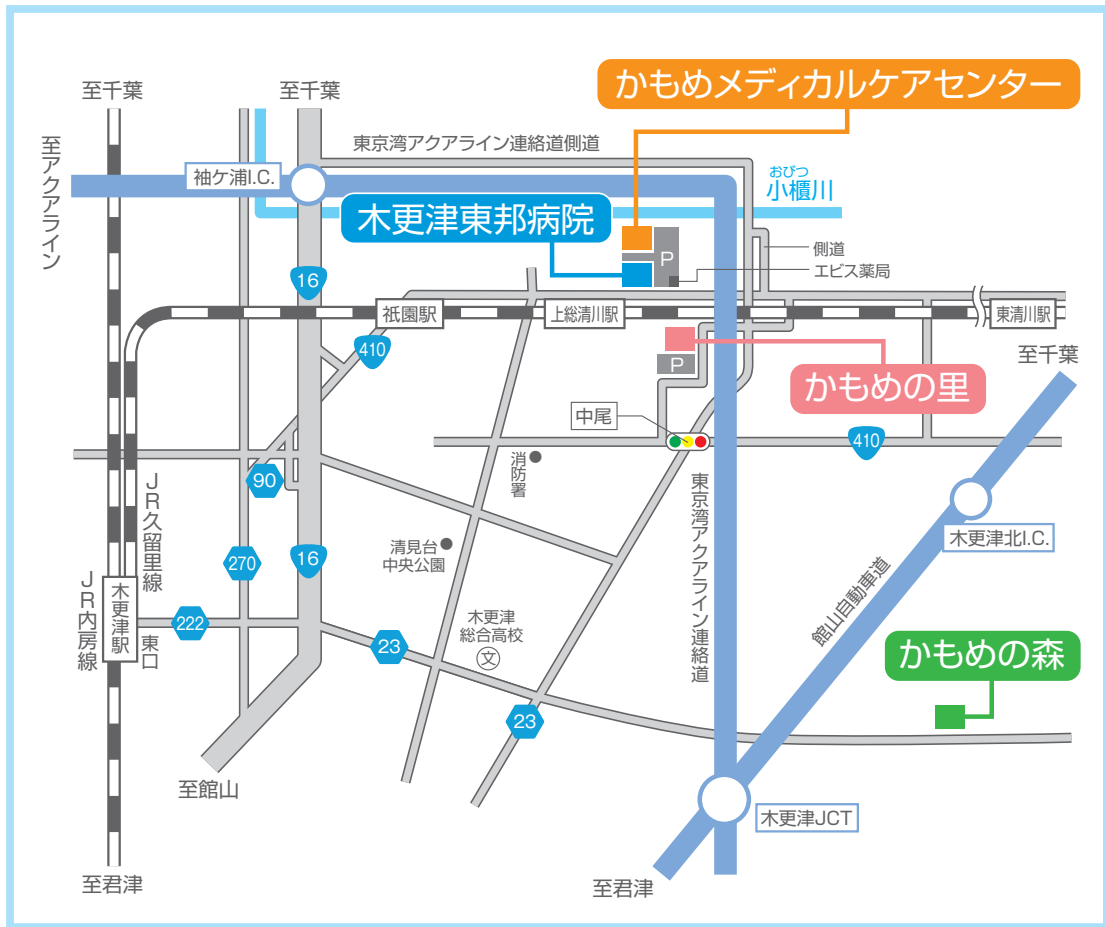 至千葉
至千葉
かもめメディカルケアセンター
東京湾アクアライン連絡道側道
至アクアライン
袖ケ浦I.C.
おびつ
小櫃川
木更津東邦病院
P
側道
エビス薬局
16
祇園駅
上総清川駅
東清川駅
410
P
至千葉
かもめの里
中尾
410
消防署
90
JR久留里線
東京湾アクアライン連絡道
木更津北I.C.
清見台
中央公園
16
270
JR内房線
木更津駅
東口
222
木更津
総合高校
文
23
館山自動車道
かもめの森
23
至館山
木更津JCT
至君津
至君津